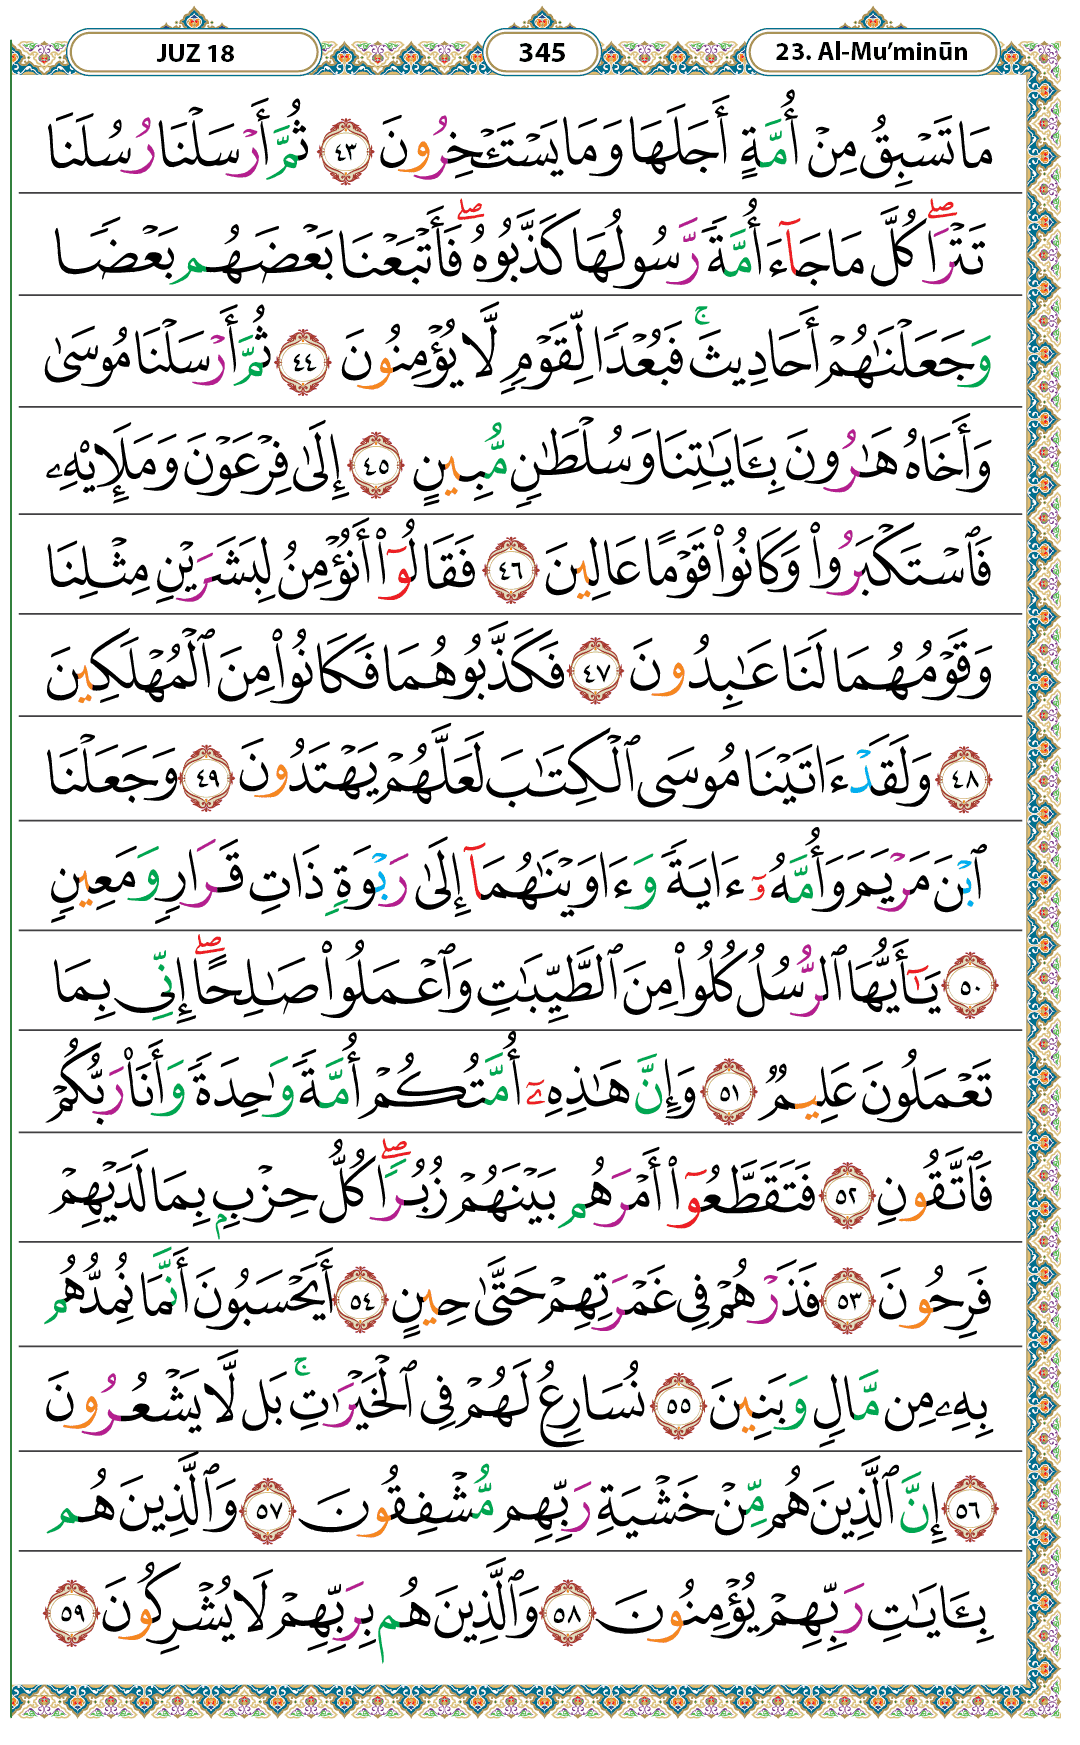 JUZ 18
345
23. Al-Mu’minūn
مَا تَسْبِقُ مِنْ أُمَّةٍ أَجَلَهَا وَمَا يَسْتَـْٔخِرُونَ ٤٣ ثُمَّ أَرْسَلْنَا رُسُلَنَا
تَتْرَاۖ كُلَّ مَا جَآءَ أُمَّةً رَّسُولُهَا كَذَّبُوهُۖ فَأَتْبَعْنَا بَعْضَهُم بَعْضًا
وَجَعَلْنَٰهُمْ أَحَادِيثَۚ فَبُعْدًا لِّقَوْمٍ لَّا يُؤْمِنُونَ ٤٤ ثُمَّ أَرْسَلْنَا مُوسَىٰ
وَأَخَاهُ هَٰرُونَ بِـَٔايَٰتِنَا وَسُلْطَٰنٍ مُّبِينٍ ٤٥ إِلَىٰ فِرْعَوْنَ وَمَلَإِي۟هِۦ
فَٱسْتَكْبَرُوا۟ وَكَانُوا۟ قَوْمًا عَالِينَ ٤٦ فَقَالُوٓا۟ أَنُؤْمِنُ لِبَشَرَيْنِ مِثْلِنَا
وَقَوْمُهُمَا لَنَا عَٰبِدُونَ ٤٧ فَكَذَّبُوهُمَا فَكَانُوا۟ مِنَ ٱلْمُهْلَكِينَ
٤٨ وَلَقَدْ ءَاتَيْنَا مُوسَى ٱلْكِتَٰبَ لَعَلَّهُمْ يَهْتَدُونَ ٤٩ وَجَعَلْنَا
ٱبْنَ مَرْيَمَ وَأُمَّهُۥٓ ءَايَةً وَءَاوَيْنَٰهُمَآ إِلَىٰ رَبْوَةٍ ذَاتِ قَرَارٍ وَمَعِينٍ
٥٠ يَٰٓأَيُّهَا ٱلرُّسُلُ كُلُوا۟ مِنَ ٱلطَّيِّبَٰتِ وَٱعْمَلُوا۟ صَٰلِحًاۖ إِنِّى بِمَا
تَعْمَلُونَ عَلِيمٌ ٥١ وَإِنَّ هَٰذِهِۦٓ أُمَّتُكُمْ أُمَّةً وَٰحِدَةً وَأَنَا۠ رَبُّكُمْ
فَٱتَّقُونِ ٥٢ فَتَقَطَّعُوٓا۟ أَمْرَهُم بَيْنَهُمْ زُبُرًاۖ كُلُّ حِزْبٍۭ بِمَا لَدَيْهِمْ
فَرِحُونَ ٥٣ فَذَرْهُمْ فِى غَمْرَتِهِمْ حَتَّىٰ حِينٍ ٥٤ أَيَحْسَبُونَ أَنَّمَا نُمِدُّهُم
بِهِۦ مِن مَّالٍ وَبَنِينَ ٥٥ نُسَارِعُ لَهُمْ فِى ٱلْخَيْرَٰتِۚ بَل لَّا يَشْعُرُونَ
٥٦ إِنَّ ٱلَّذِينَ هُم مِّنْ خَشْيَةِ رَبِّهِم مُّشْفِقُونَ ٥٧ وَٱلَّذِينَ هُم
بِـَٔايَٰتِ رَبِّهِمْ يُؤْمِنُونَ ٥٨ وَٱلَّذِينَ هُم بِرَبِّهِمْ لَا يُشْرِكُونَ ٥٩